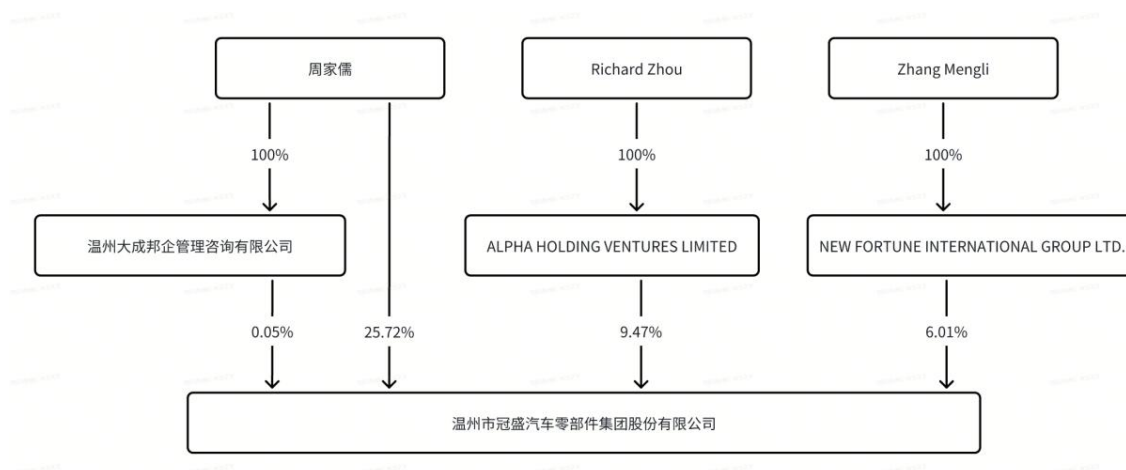 周家儒
Richard Zhou
Zhang Mengli
100%
100%
100%
温州大成邦企管理咨询有限公司
ALPHA HOLDING VENTURES LIMITED
NEW FORTUNE INTERNATIONAL GROUP LTD.
0.05%
25.72%
9.47%
6.01%
温州市冠盛汽车零部件集团股份有限公司